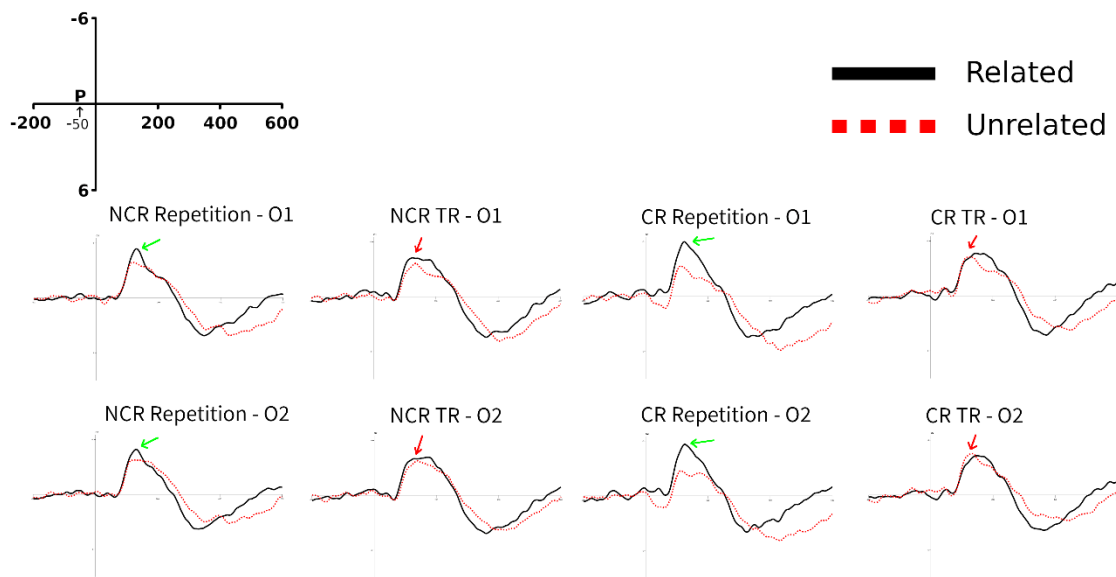 -6
P
-200
-50
200
400
600
6
Related
Unrelated
NCR Repetition - O1
NCR TR - O1
CR Repetition - O1
CR TR - O1
NCR Repetition - O2
NCR TR - O2
CR Repetition - O2
CR TR - O2